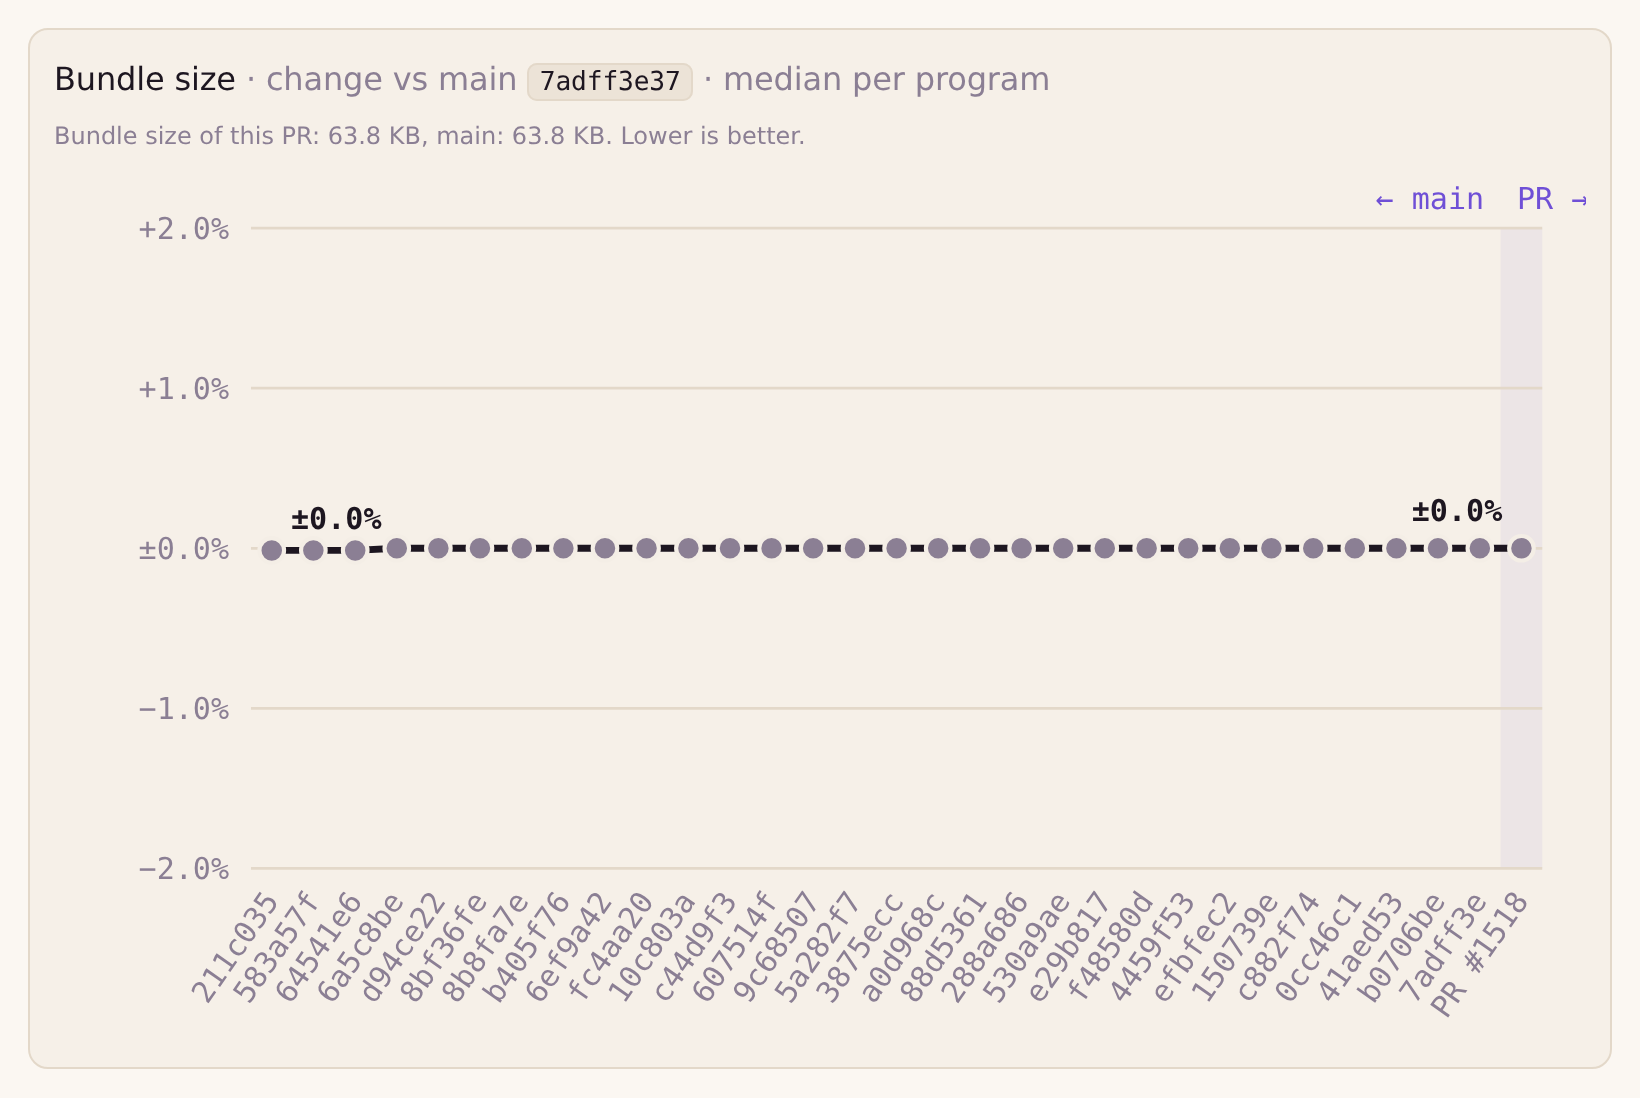 Bundle size · change vs main 7adff3e37 · median per program
Bundle size of this PR: 63.8 KB, main: 63.8 KB. Lower is better.
← main PR →
+2.0%
+1.0%
±0.0%
±0.0%
±0.0%
−1.0%
−2.0%
211c035
583a57f
64541e6
6a5c8be
d94ce22
8bf36fe
8b8fa7e
b405f76
6ef9a42
fc4aa20
10c803a
c44d9f3
607514f
9c68507
5a282f7
3875ecc
a0d968c
88d5361
288a686
530a9ae
e29b817
f48580d
4459f53
efbfec2
150739e
c882f74
0cc46c1
41aed53
b0706be
7adff3e
PR #1518